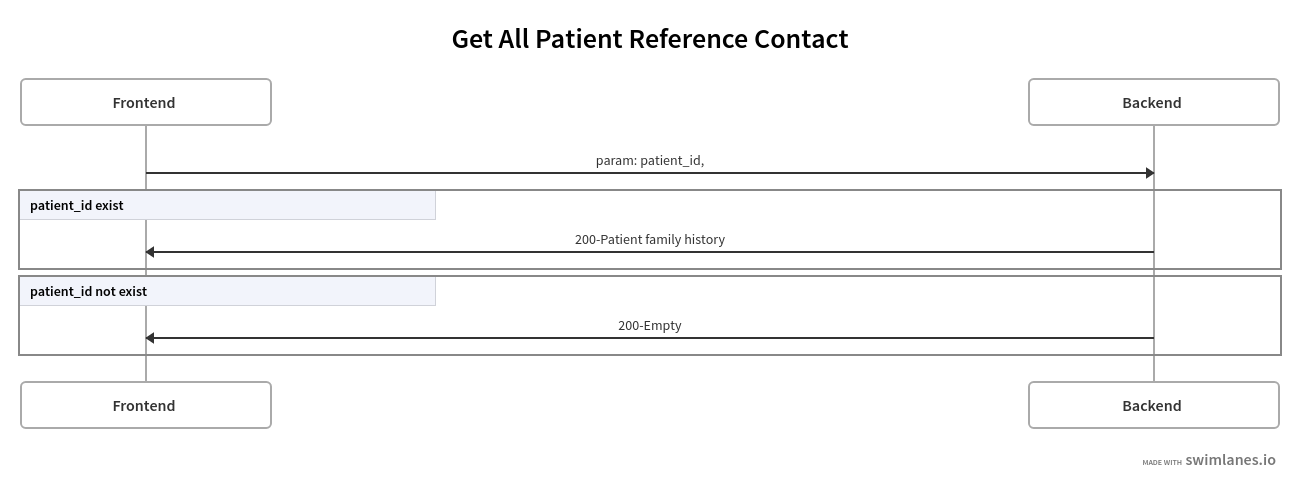 Get All Patient Reference Contact
Frontend
Backend
param: patient_id,
patient_id exist
200-Patient family history
patient_id not exist
200-Empty
Frontend
Backend
MADE WITH swimlanes.io